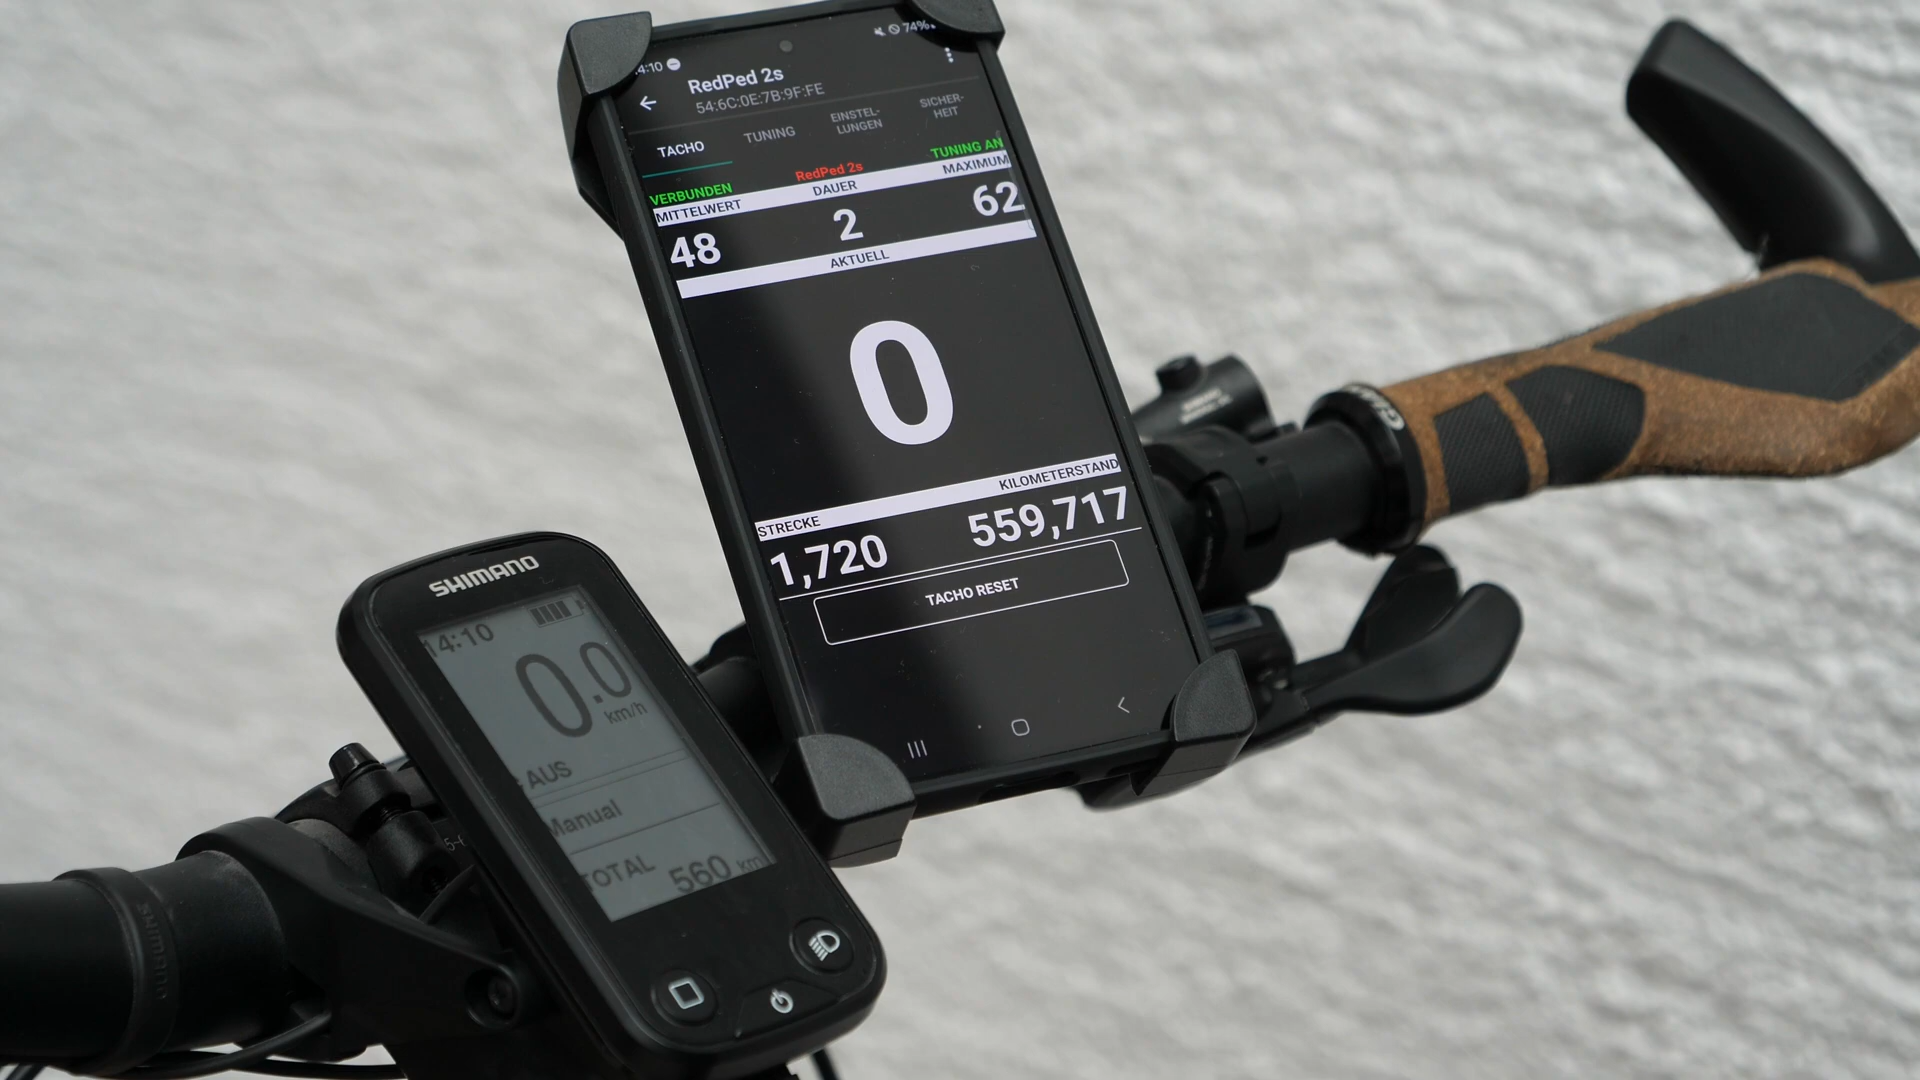 4:10 74%
RedPed 2s
54:6C:0E:7B:9F:FE
TACHO TUNING EINSTEL-
LUNGEN SICHER-
HEIT
VERBUNDEN RedPed 2s TUNING AN
MITTELWERT DAUER MAXIMUM
48 2 62
AKTUELL
0
STRECKE KILOMETERSTAND
1,720 559,717
TACHO RESET
SHIMANO
14:10
0.0
km/h
AUS
Manual
TOTAL 560 km
SHIMANO